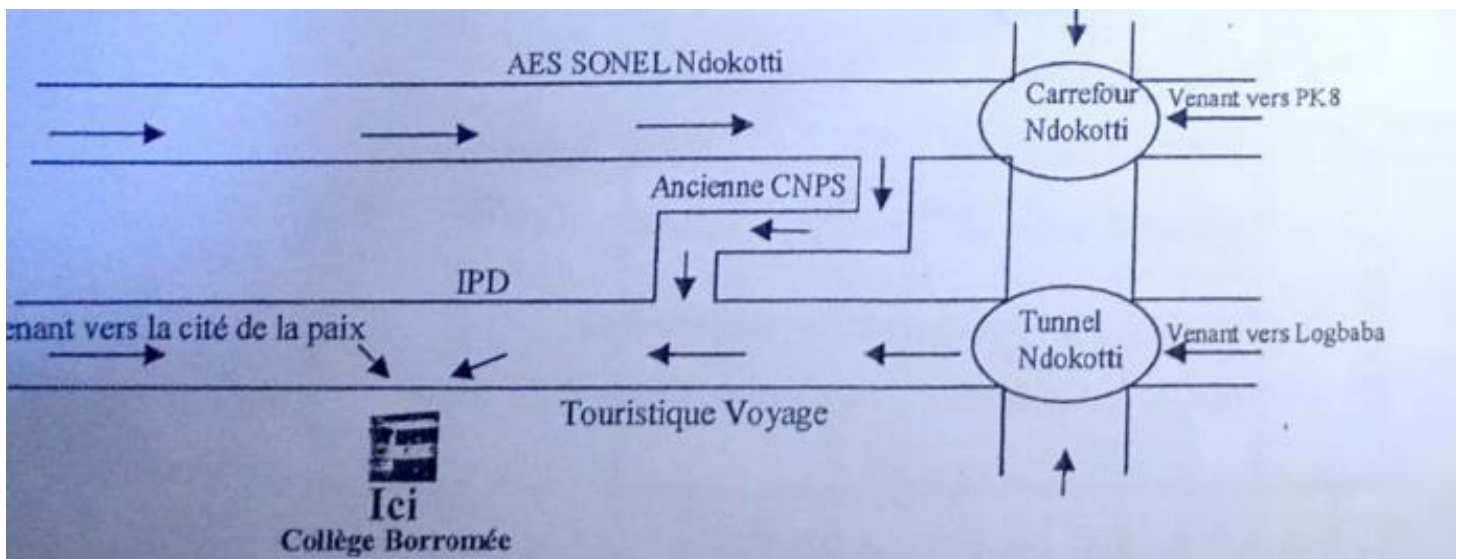 AES SONEL Ndokotti
Carrefour
Ndokotti
Venant vers PK8
Ancienne CNPS
IPD
enant vers la cité de la paix
Tunnel
Ndokotti
Venant vers Logbaba
Touristique Voyage
Ici
Collège Borromée